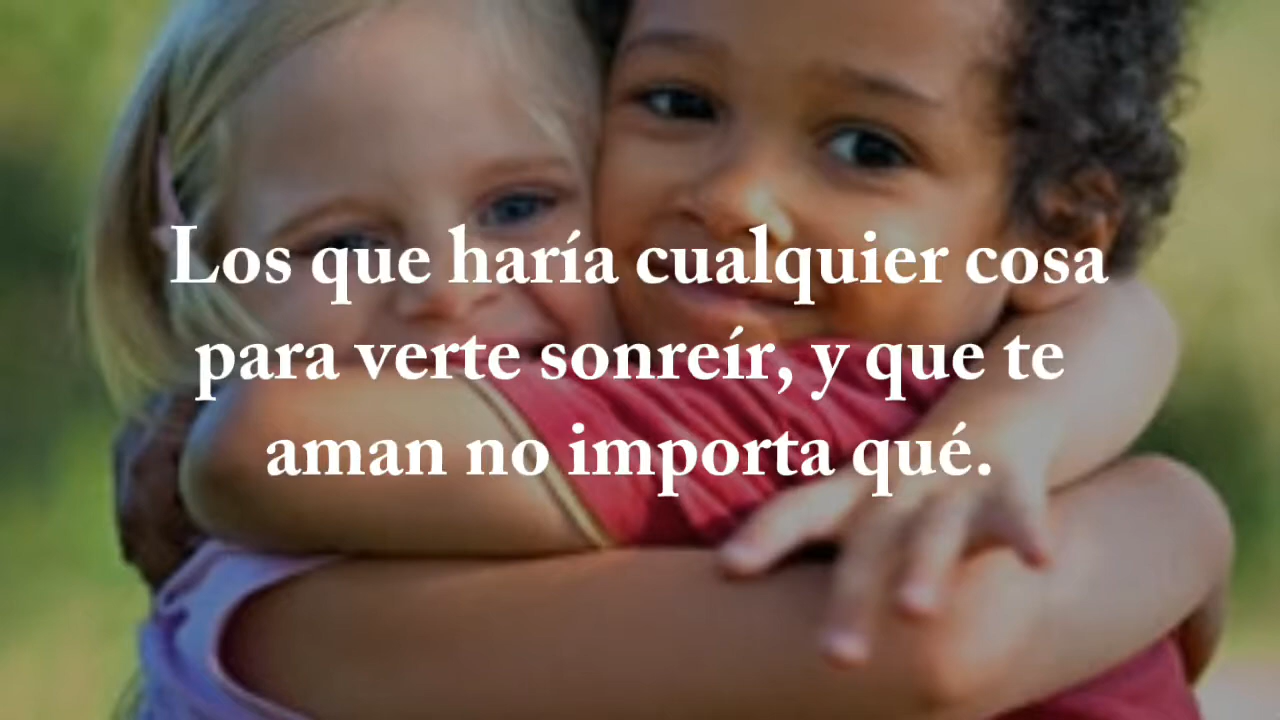 Los que haría cualquier cosa
para verte sonreír, y que te
aman no importa qué.